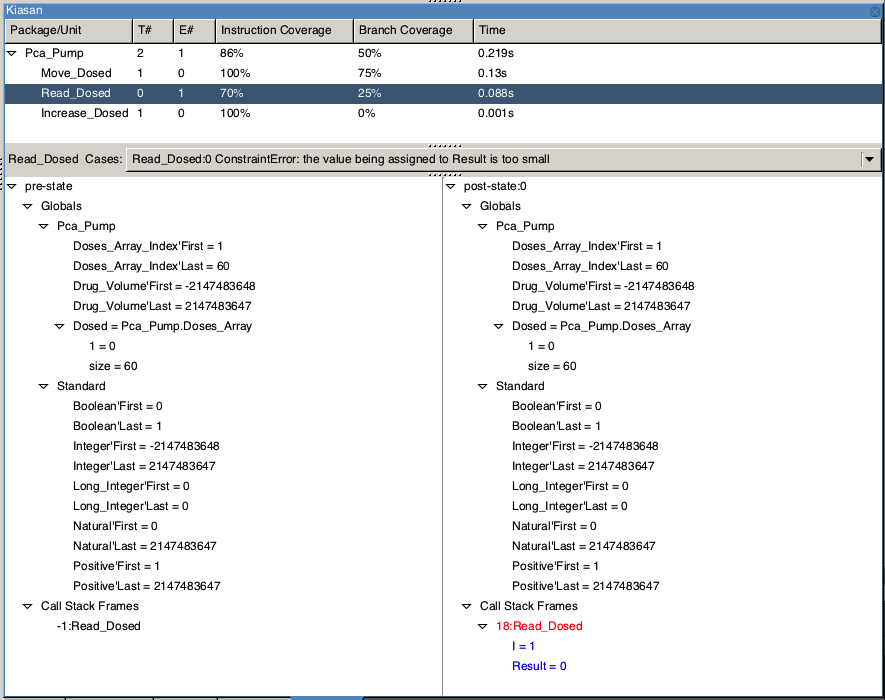 Kiasan
Package/Unit T# E# Instruction Coverage Branch Coverage Time
Pca_Pump 2 1 86% 50% 0.219s
Move_Dosed 1 0 100% 75% 0.13s
Read_Dosed 0 1 70% 25% 0.088s
Increase_Dosed 1 0 100% 0% 0.001s
Read_Dosed Cases: Read_Dosed:0 ConstraintError: the value being assigned to Result is too small
pre-state
Globals
Pca_Pump
Doses_Array_Index'First = 1
Doses_Array_Index'Last = 60
Drug_Volume'First = -2147483648
Drug_Volume'Last = 2147483647
Dosed = Pca_Pump.Doses_Array
1 = 0
size = 60
Standard
Boolean'First = 0
Boolean'Last = 1
Integer'First = -2147483648
Integer'Last = 2147483647
Long_Integer'First = 0
Long_Integer'Last = 0
Natural'First = 0
Natural'Last = 2147483647
Positive'First = 1
Positive'Last = 2147483647
Call Stack Frames
-1:Read_Dosed
post-state:0
Globals
Pca_Pump
Doses_Array_Index'First = 1
Doses_Array_Index'Last = 60
Drug_Volume'First = -2147483648
Drug_Volume'Last = 2147483647
Dosed = Pca_Pump.Doses_Array
1 = 0
size = 60
Standard
Boolean'First = 0
Boolean'Last = 1
Integer'First = -2147483648
Integer'Last = 2147483647
Long_Integer'First = 0
Long_Integer'Last = 0
Natural'First = 0
Natural'Last = 2147483647
Positive'First = 1
Positive'Last = 2147483647
Call Stack Frames
18:Read_Dosed
I = 1
Result = 0